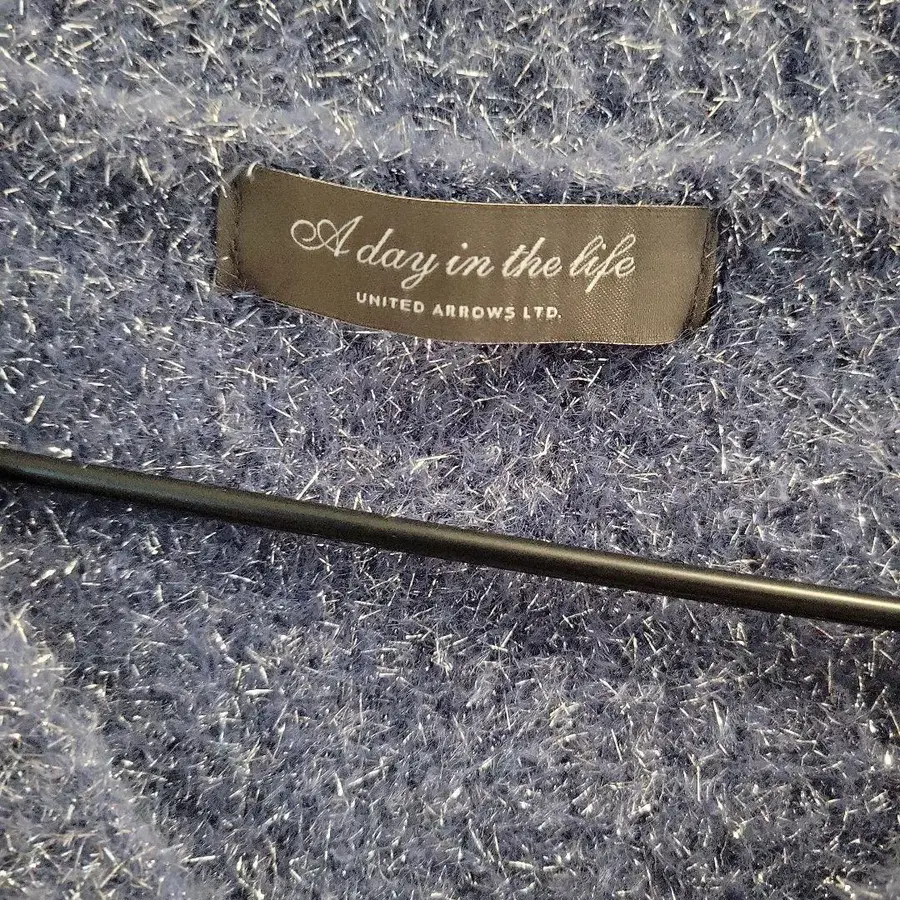 A day in the life
UNITED ARROWS LTD.